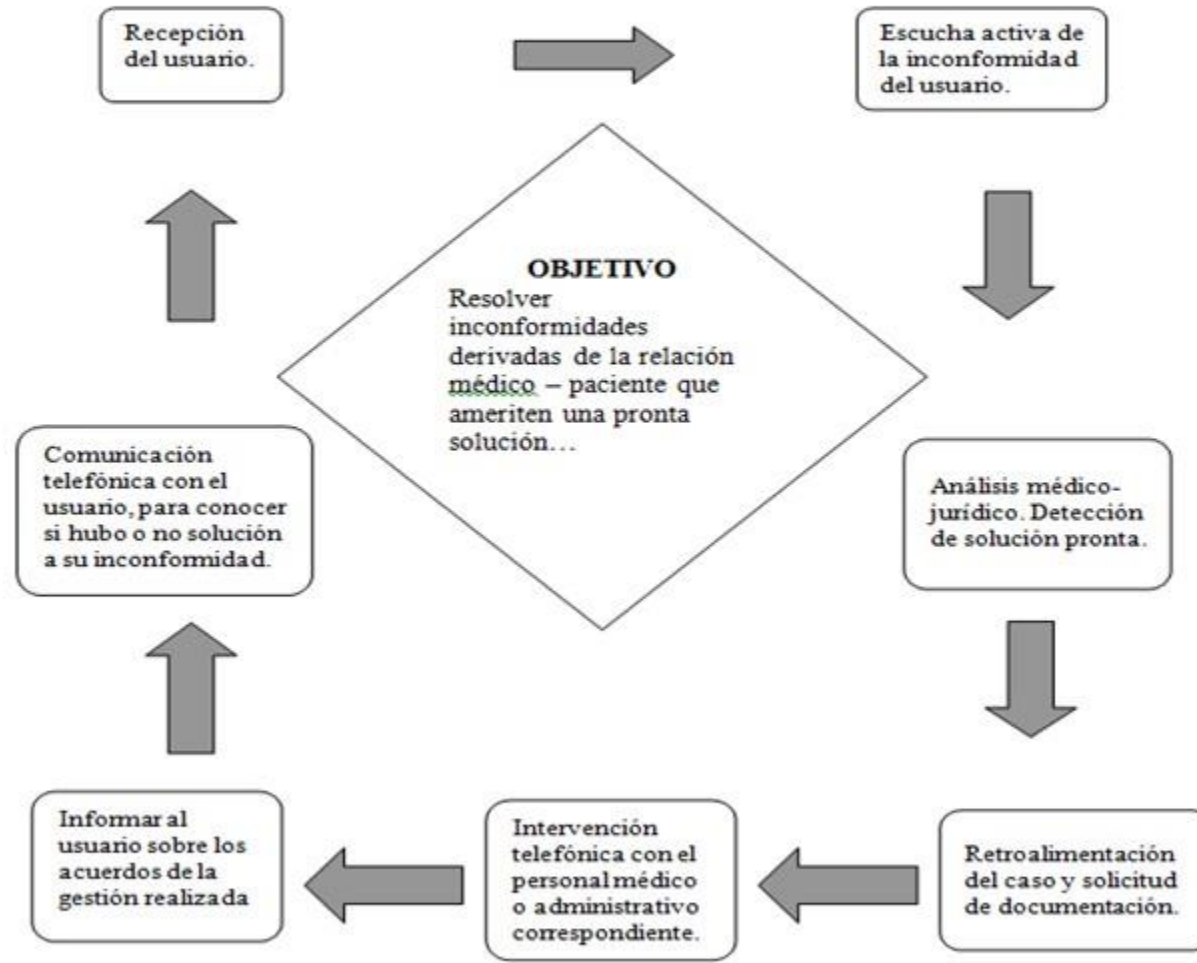 Recepción
del usuario.
Escucha activa de
la inconformidad
del usuario.
OBJETIVO
Resolver
inconformidades
derivadas de la relación
médico – paciente que
ameriten una pronta
solución...
Análisis médico-
jurídico. Detección
de solución pronta.
Retroalimentación
del caso y solicitud
de documentación.
Intervención
telefónica con el
personal médico
o administrativo
correspondiente.
Informar al
usuario sobre los
acuerdos de la
gestión realizada
Comunicación
telefónica con el
usuario, para conocer
si hubo o no solución
a su inconformidad.